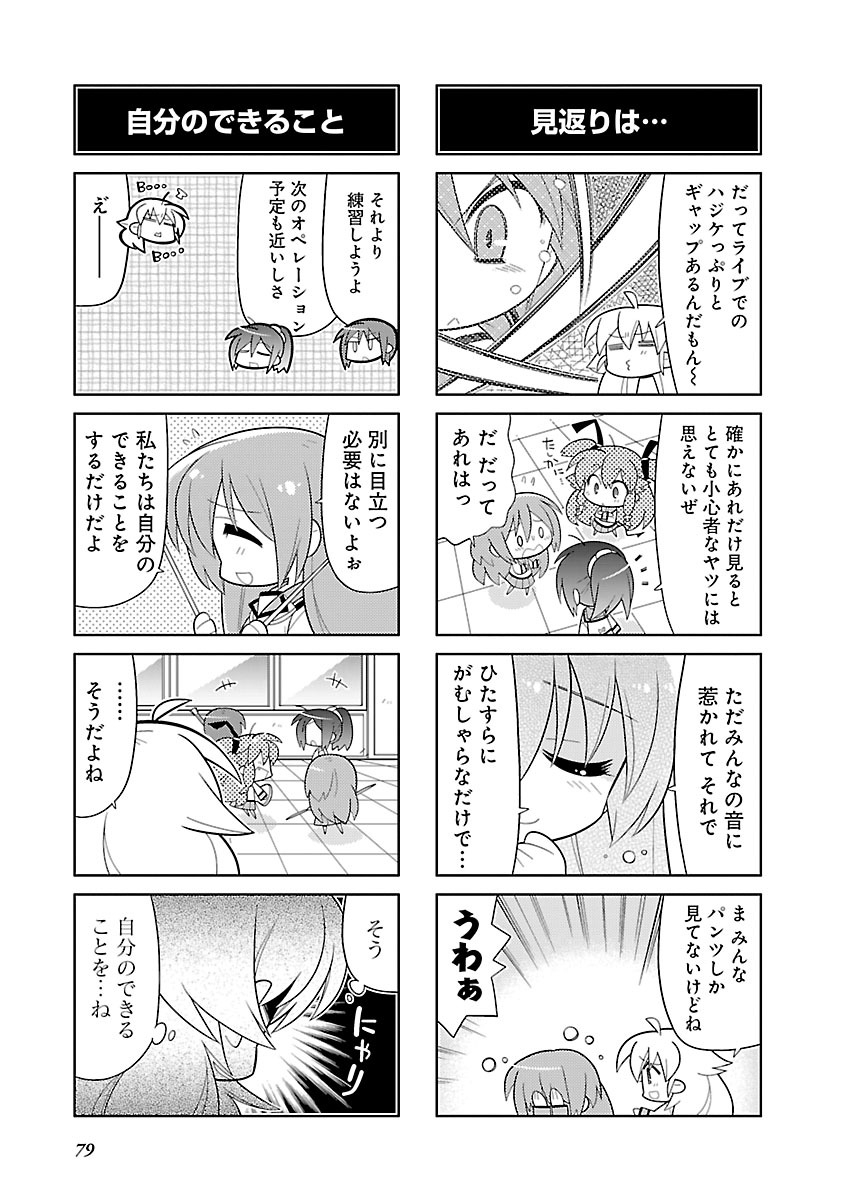 見返りは…
だってライブでの
ハジケっぷりと
ギャップあるんだもん～
確かにあれだけ見ると
とても小心者なヤツには
思えないぜ
たしかに…
だ だって
あれはっ
ただみんなの音に
惹かれて それで
ひたすらに
がむしゃらなだけで…
ま みんな
パンツしか
見てないけどね
うわぁ
自分のできること
それより
練習しようよ
次のオペレーション
予定も近いしさ
B○○○
B○○○
え゛ーー
別に目立つ
必要はないよぉ
私たちは自分の
できることを
するだけだよ
……
そうだよね
そう
自分のできる
ことを…ね
にゃり
79